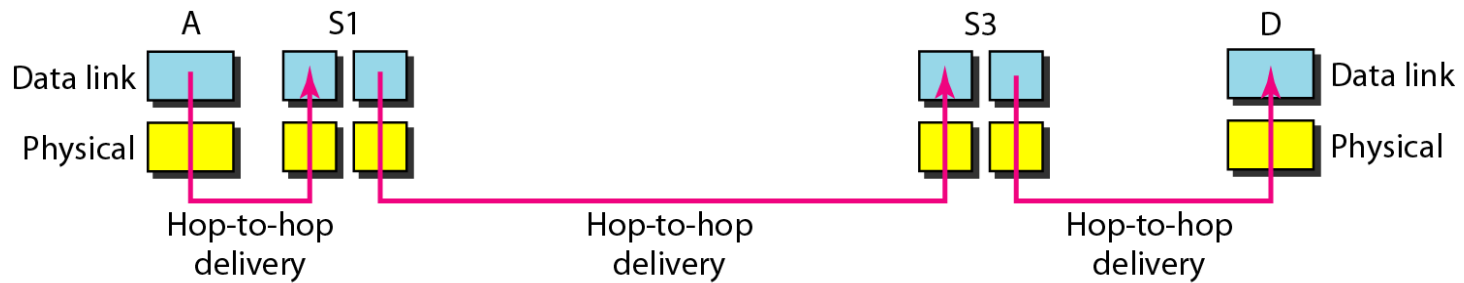 A
S1
S3
D
Data link
Data link
Physical
Physical
Hop-to-hop
delivery
Hop-to-hop
delivery
Hop-to-hop
delivery